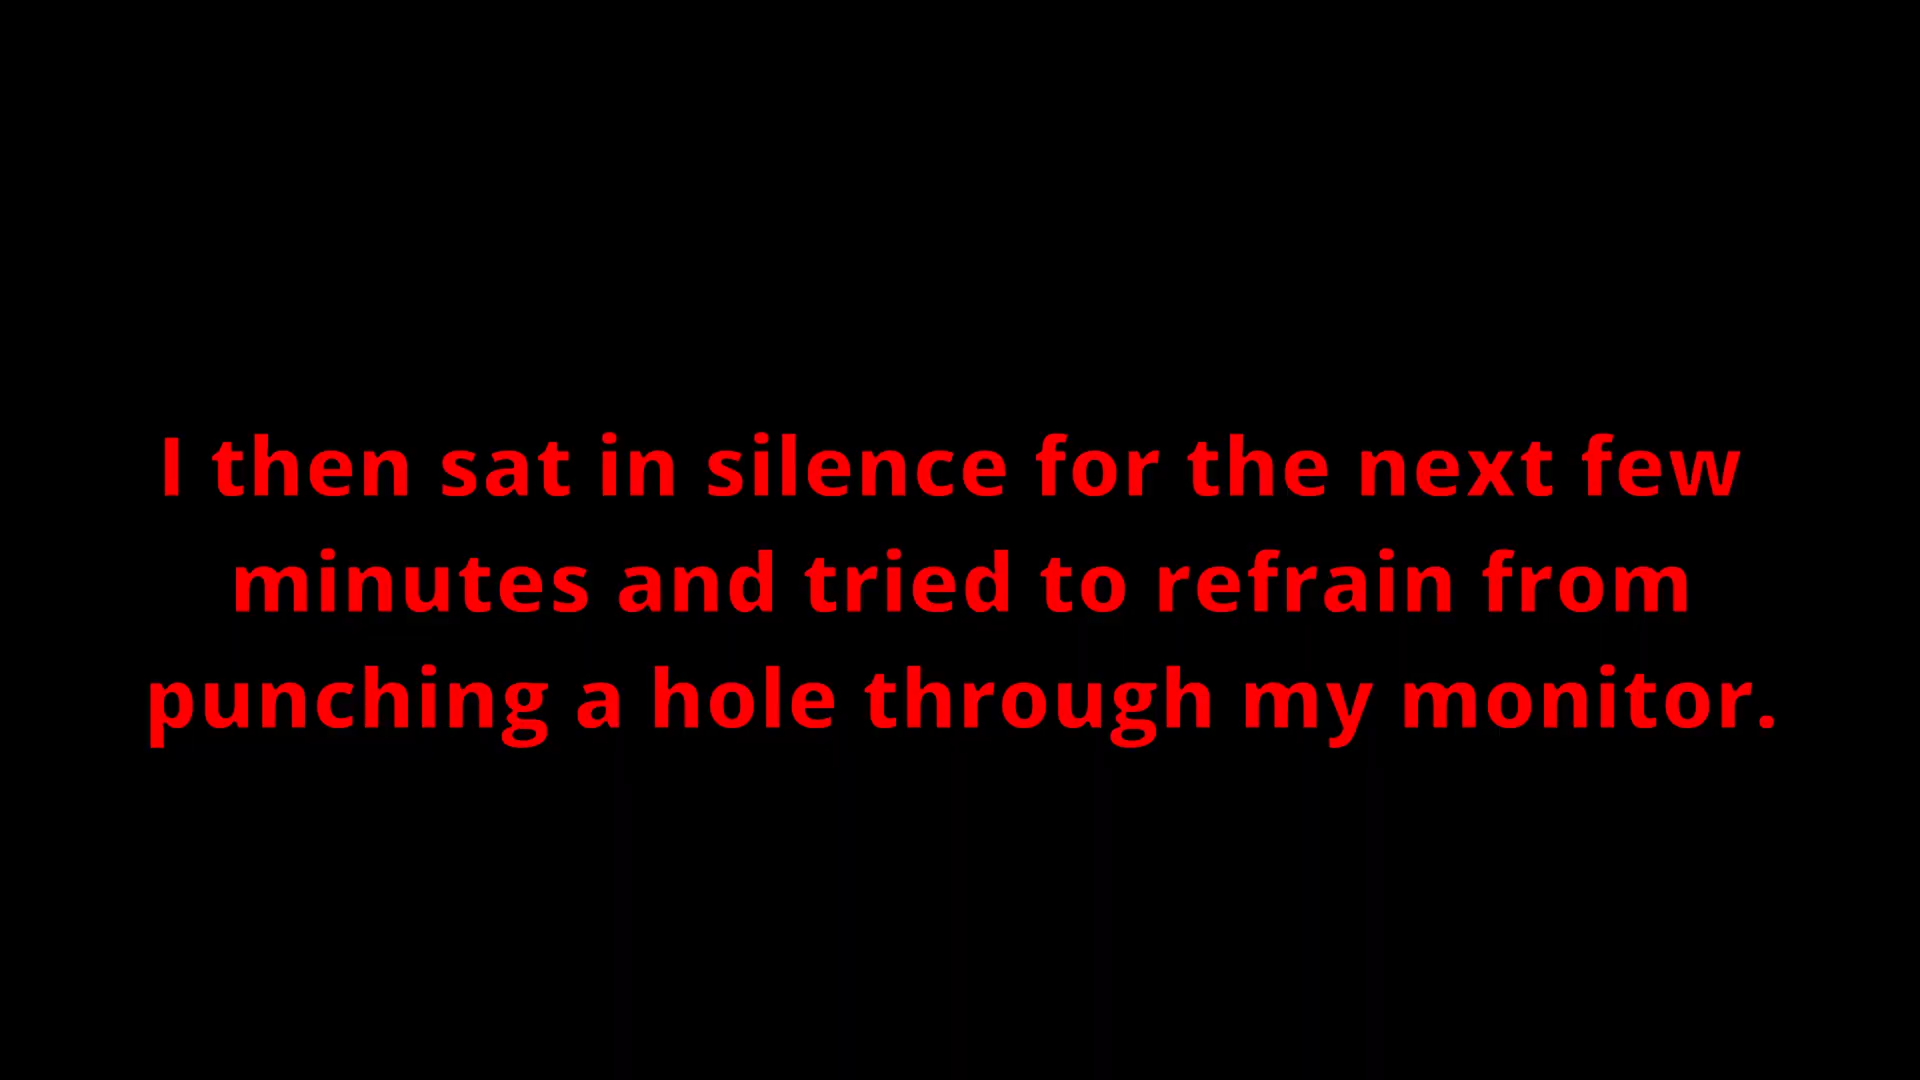 I then sat in silence for the next few
minutes and tried to refrain from
punching a hole through my monitor.